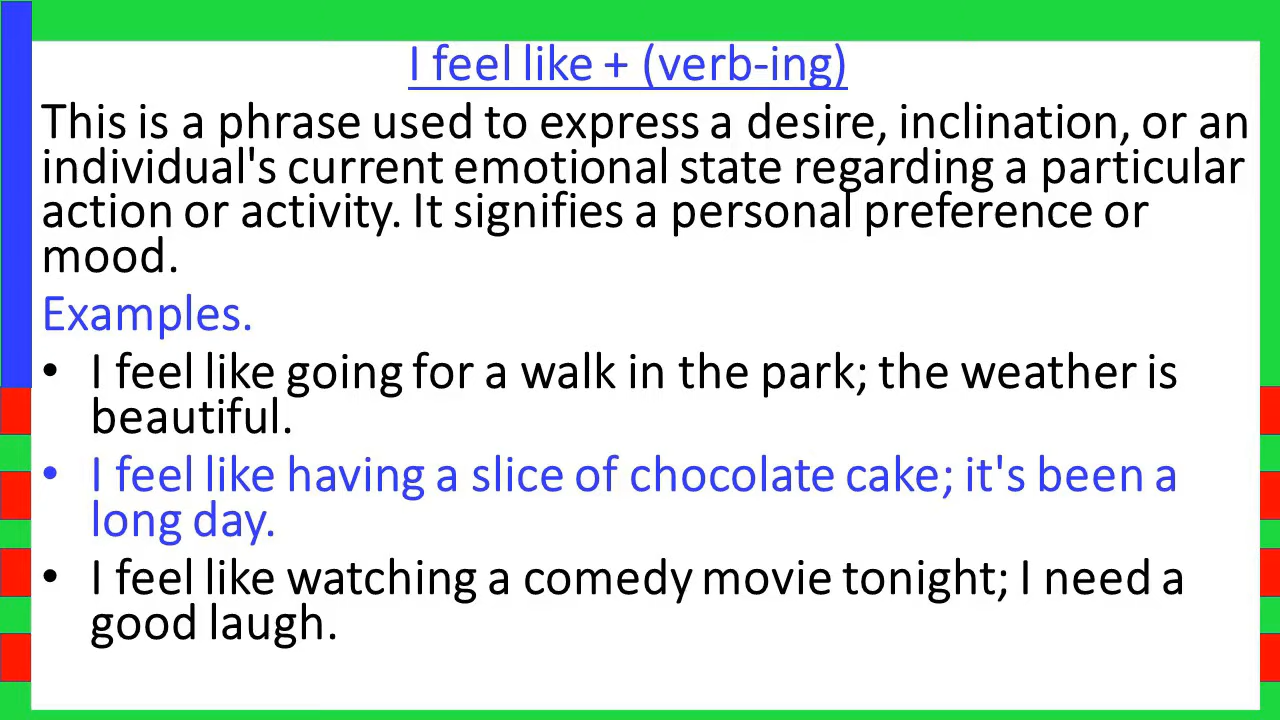 I feel like + (verb-ing)
This is a phrase used to express a desire, inclination, or an
individual's current emotional state regarding a particular
action or activity. It signifies a personal preference or
mood.
Examples.
• I feel like going for a walk in the park; the weather is
beautiful.
• I feel like having a slice of chocolate cake; it's been a
long day.
• I feel like watching a comedy movie tonight; I need a
good laugh.